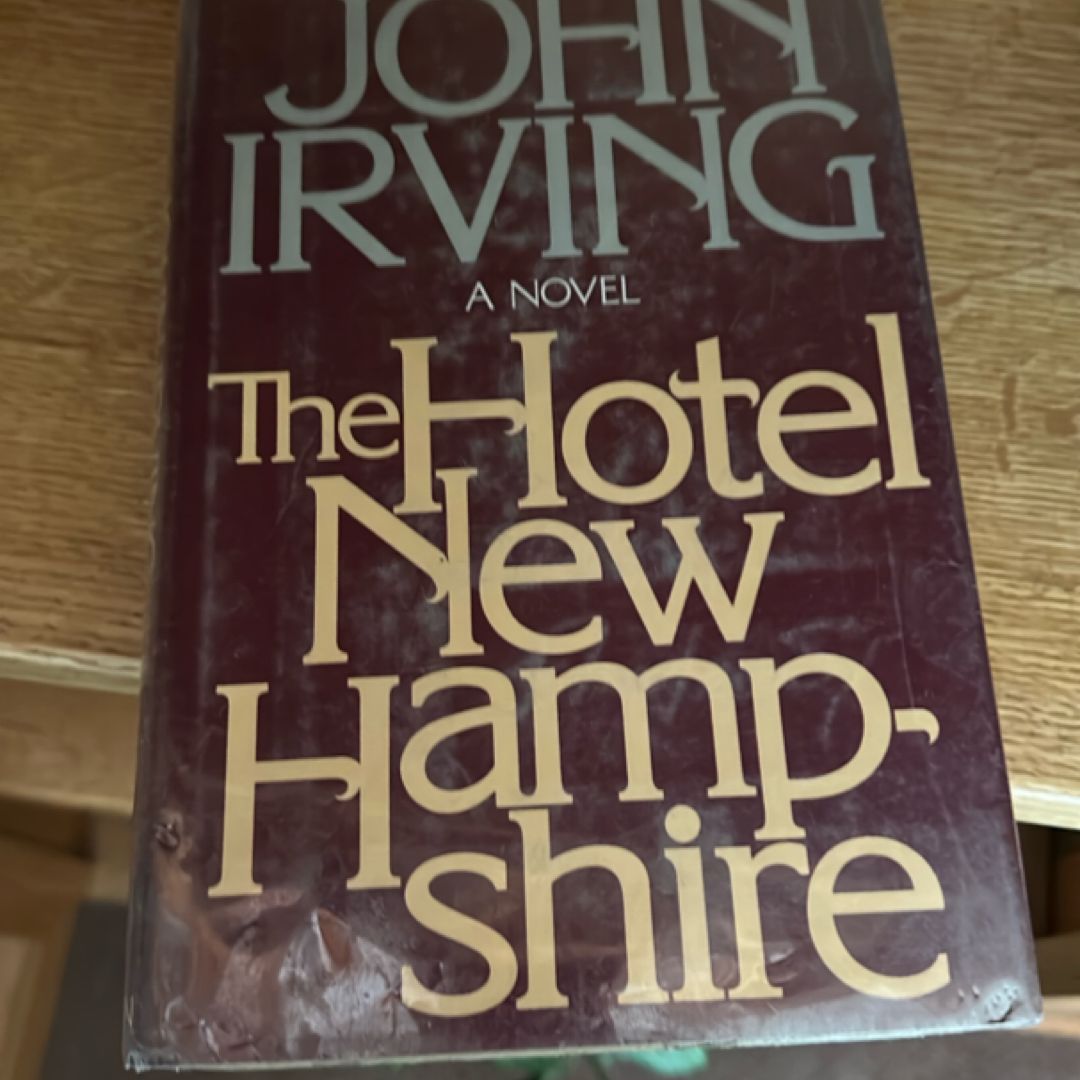 JOHN
IRVING
A NOVEL
The Hotel
New
Hamp-
shire